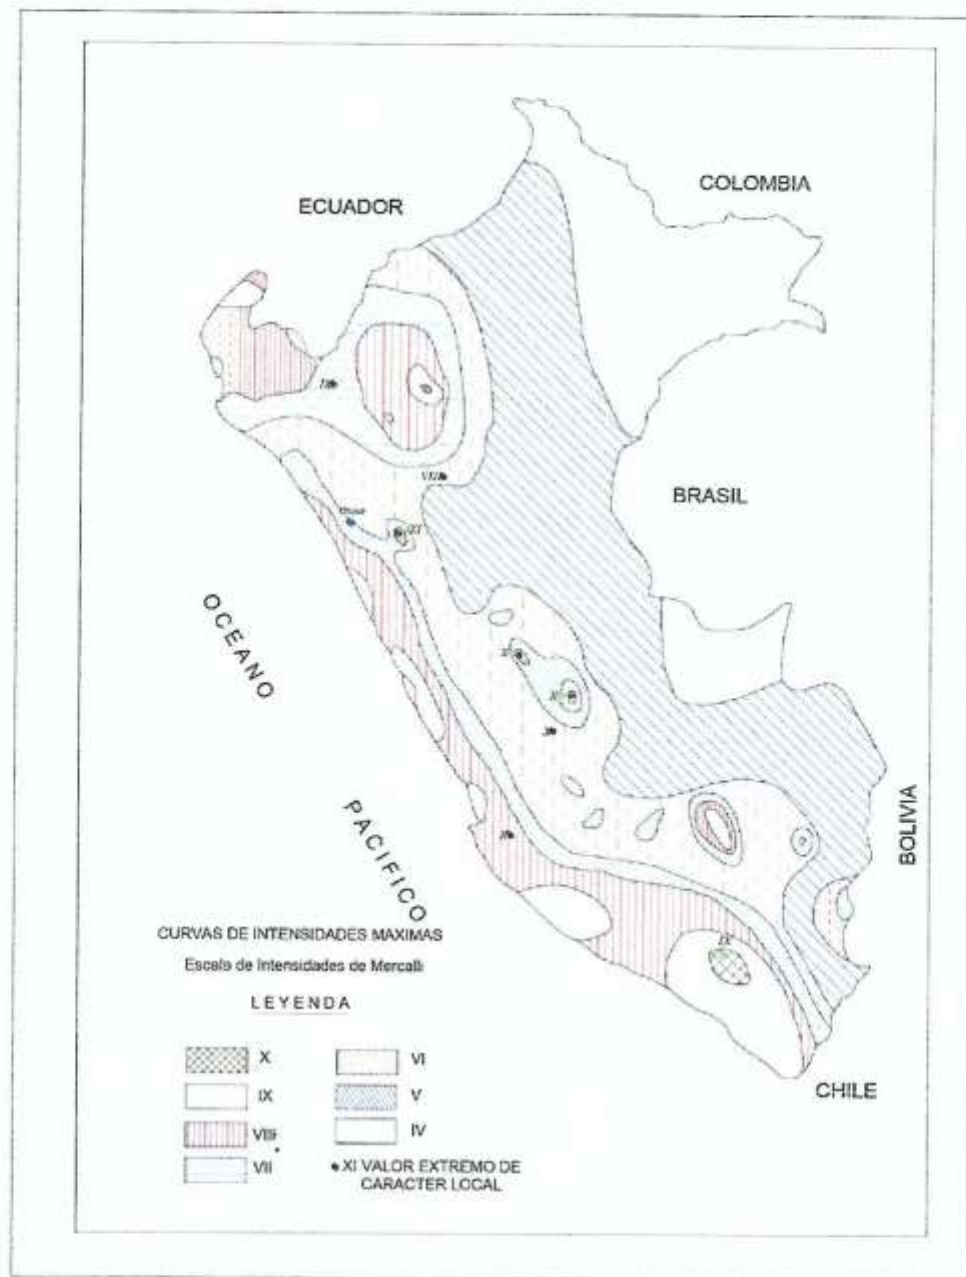 COLOMBIA
ECUADOR
BRASIL
OCEANO
PACIFICO
BOLIVIA
CHILE
IX
CURVAS DE INTENSIDADES MAXIMAS
Escala de Intensidades de Mercalli
LEYENDA
X
IX
VIII
VII
VI
V
IV
XI VALOR EXTREMO DE
CARACTER LOCAL